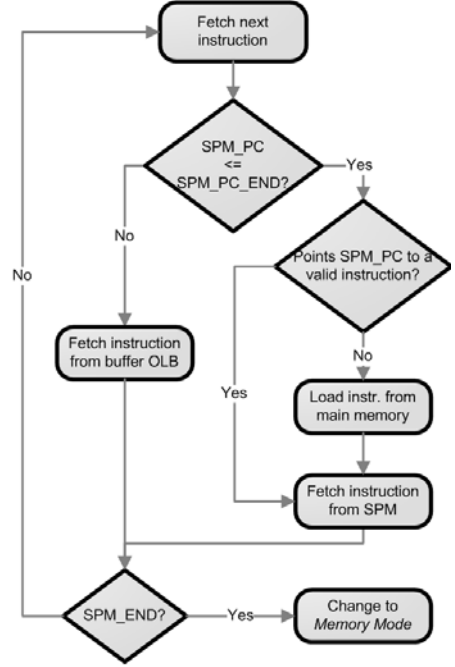 Fetch next
instruction
SPM_PC
<=
SPM_PC_END?
Yes
Points SPM_PC to a
valid instruction?
No
No
No
Fetch instruction
from buffer OLB
Yes
Load instr. from
main memory
Fetch instruction
from SPM
SPM_END?
Yes
Change to
Memory Mode